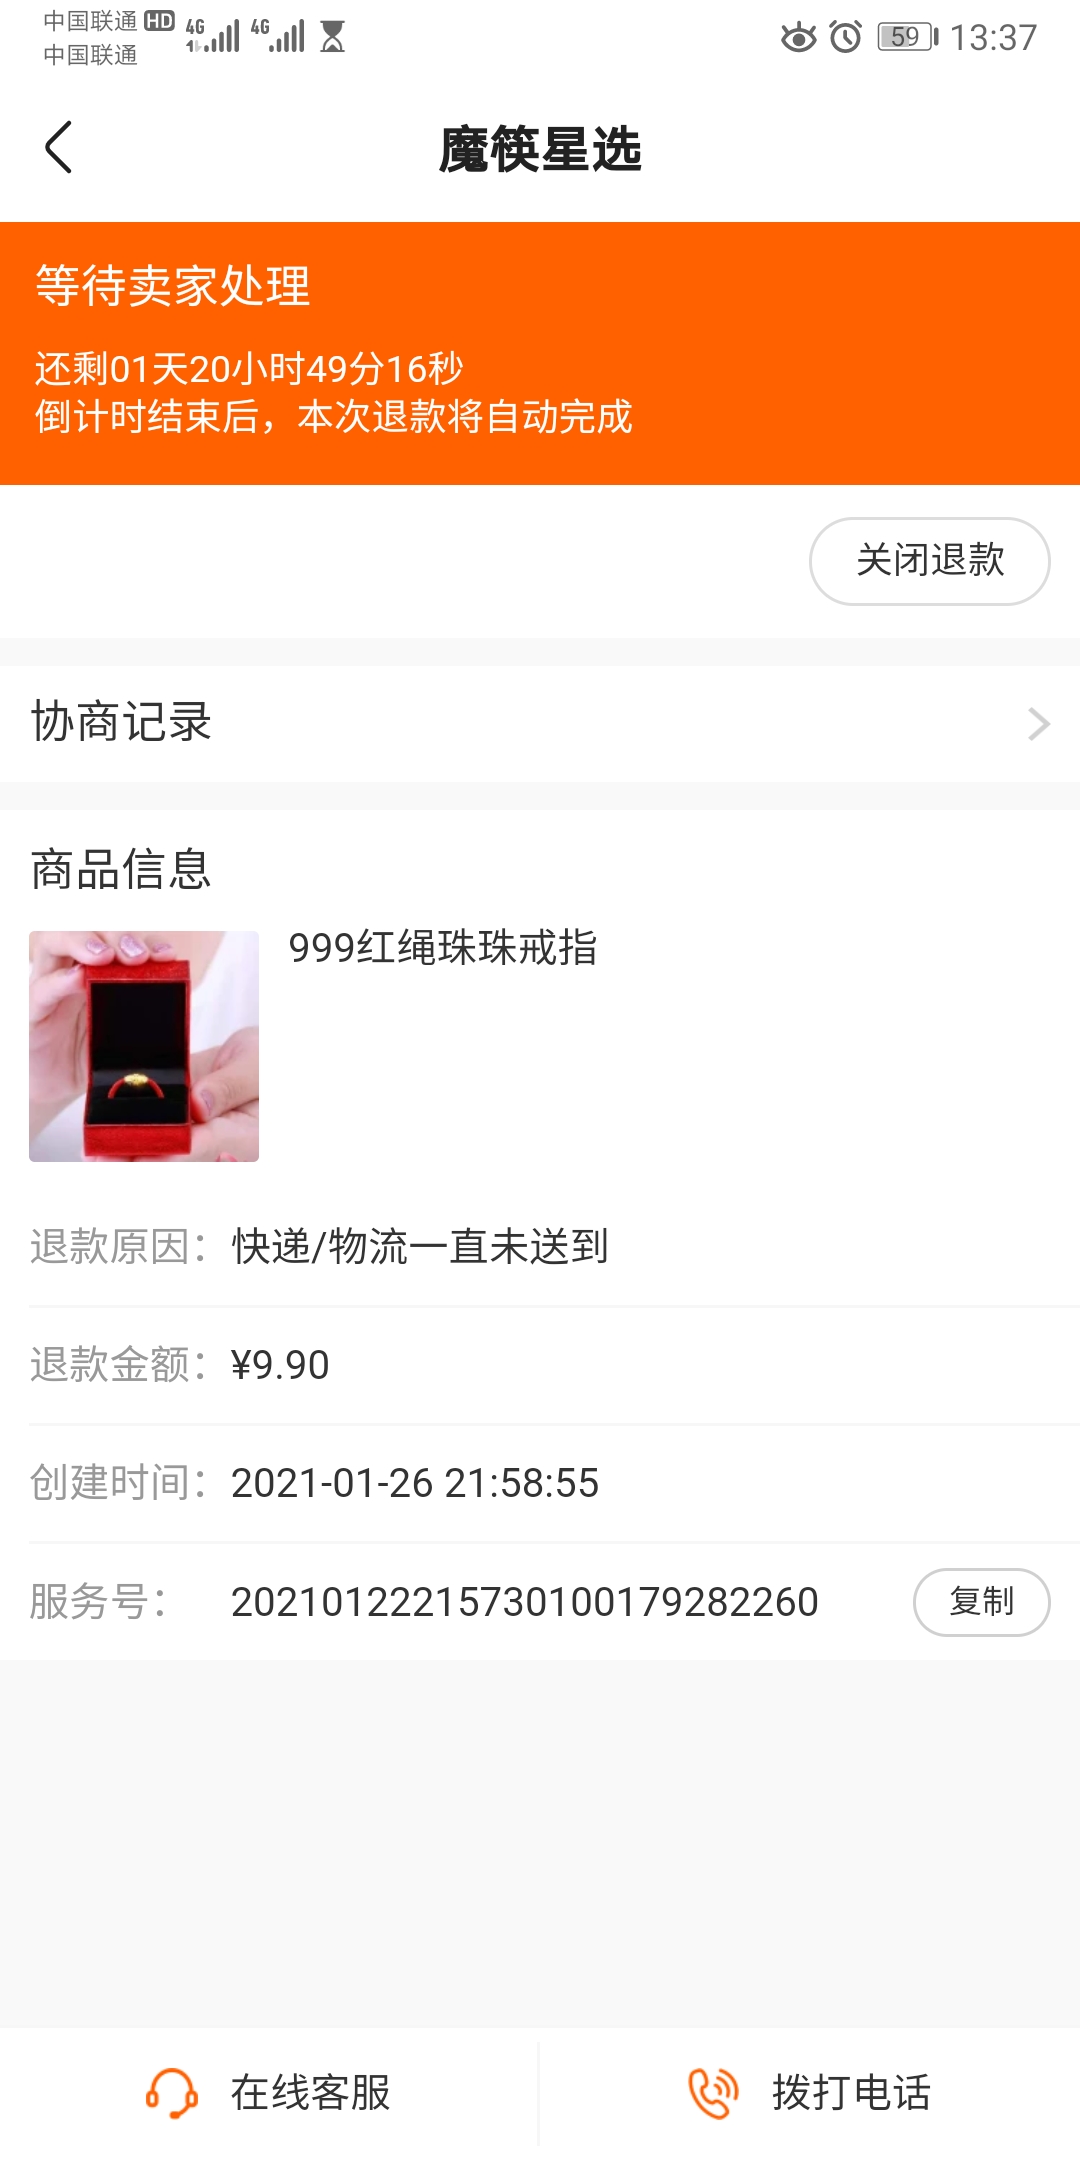 中国联通 HD 4G 4G
中国联通
59 13:37
魔筷星选
等待卖家处理
还剩01天20小时49分16秒
倒计时结束后，本次退款将自动完成
关闭退款
协商记录
商品信息
999红绳珠珠戒指
退款原因：快递/物流一直未送到
退款金额：¥9.90
创建时间：2021-01-26 21:58:55
服务号：202101222157301001​79282260 复制
在线客服 拨打电话